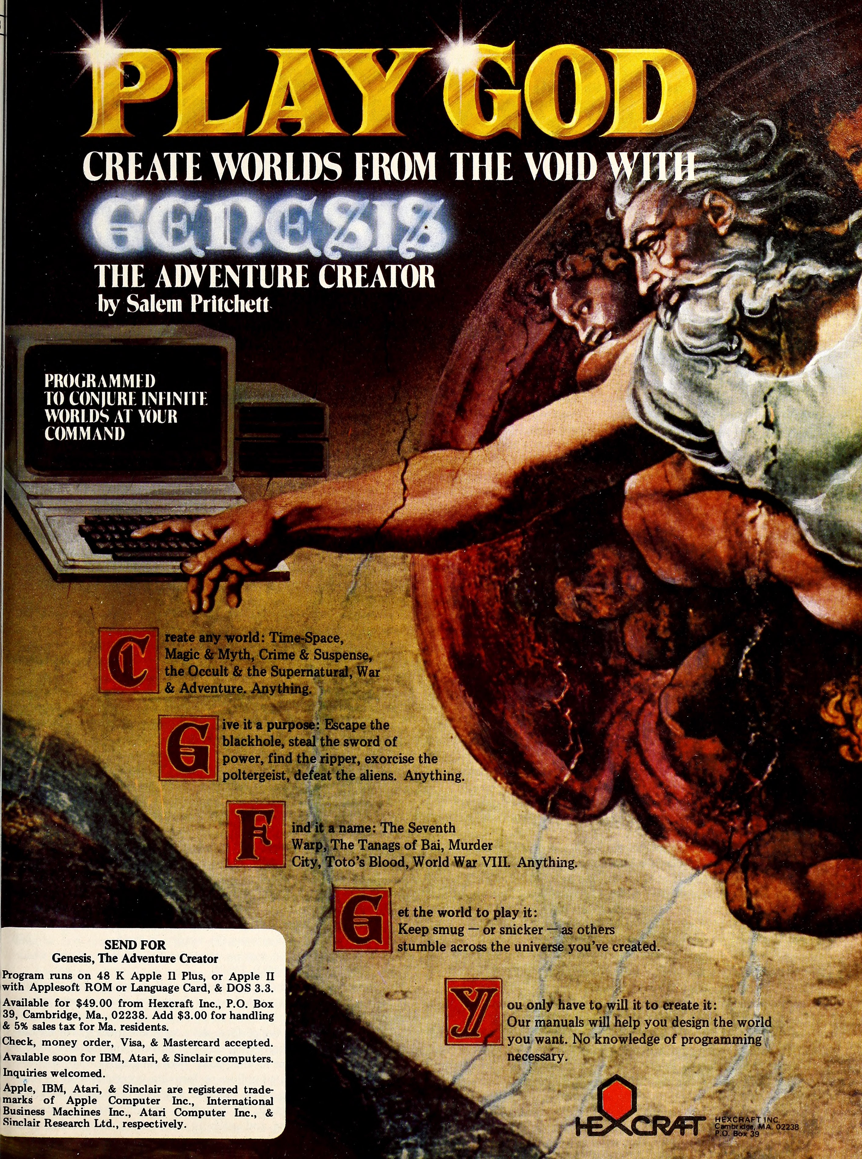 PLAY GOD
CREATE WORLDS FROM THE VOID WITH
GENESIS
THE ADVENTURE CREATOR
by Salem Pritchett
PROGRAMMED
TO CONJURE INFINITE
WORLDS AT YOUR
COMMAND
Create any world: Time-Space,
Magic & Myth, Crime & Suspense,
the Occult & the Supernatural, War
& Adventure. Anything.
Give it a purpose: Escape the
blackhole, steal the sword of
power, find the ripper, exorcise the
poltergeist, defeat the aliens. Anything.
Find it a name: The Seventh
Warp, The Tanags of Bai, Murder
City, Toto's Blood, World War VIII. Anything.
Get the world to play it:
Keep smug — or snicker — as others
stumble across the universe you've created.
You only have to will it to create it:
Our manuals will help you design the world
you want. No knowledge of programming
necessary.
SEND FOR
Genesis, The Adventure Creator
Program runs on 48 K Apple II Plus, or Apple II
with Applesoft ROM or Language Card, & DOS 3.3.
Available for $49.00 from Hexcraft Inc., P.O. Box
39, Cambridge, Ma., 02238. Add $3.00 for handling
& 5% sales tax for Ma. residents.
Check, money order, Visa, & Mastercard accepted.
Available soon for IBM, Atari, & Sinclair computers.
Inquiries welcomed.
Apple, IBM, Atari, & Sinclair are registered trade-
marks of Apple Computer Inc., International
Business Machines Inc., Atari Computer Inc., &
Sinclair Research Ltd., respectively.
HEXCRAFT
HEXCRAFT INC.
Cambridge, MA. 02238
P.O. Box 39